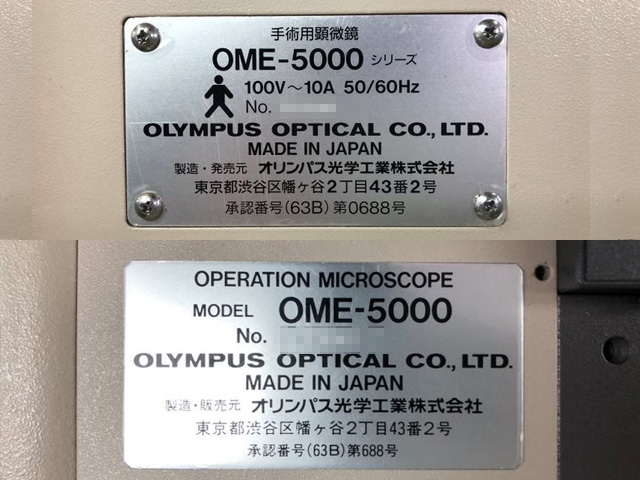 手術用顕微鏡
OME-5000 シリーズ
100V～10A 50/60Hz
No.
OLYMPUS OPTICAL CO., LTD.
MADE IN JAPAN
製造・発売元 オリンパス光学工業株式会社
東京都渋谷区幡ヶ谷2丁目43番2号
承認番号(63B)第0688号
OPERATION MICROSCOPE
MODEL OME-5000
No.
OLYMPUS OPTICAL CO., LTD.
MADE IN JAPAN
製造・販売元 オリンパス光学工業株式会社
東京都渋谷区幡ヶ谷2丁目43番2号
承認番号(63B)第688号